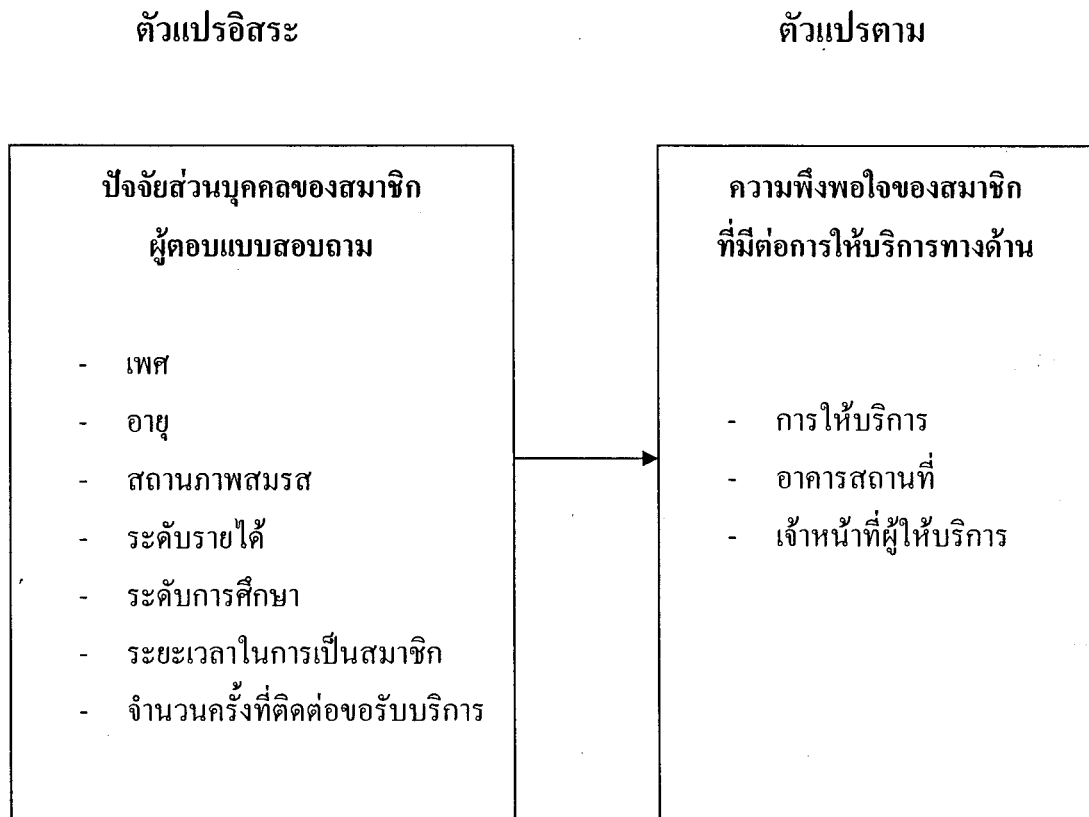 ตัวแปรอิสระ
ตัวแปรตาม
ปัจจัยส่วนบุคคลของสมาชิก
ผู้ตอบแบบสอบถาม
- เพศ
- อายุ
- สถานภาพสมรส
- ระดับรายได้
- ระดับการศึกษา
- ระยะเวลาในการเป็นสมาชิก
- จำนวนครั้งที่ติดต่อขอรับบริการ
ความพึงพอใจของสมาชิก
ที่มีต่อการให้บริการทางด้าน
- การให้บริการ
- อาคารสถานที่
- เจ้าหน้าที่ผู้ให้บริการ